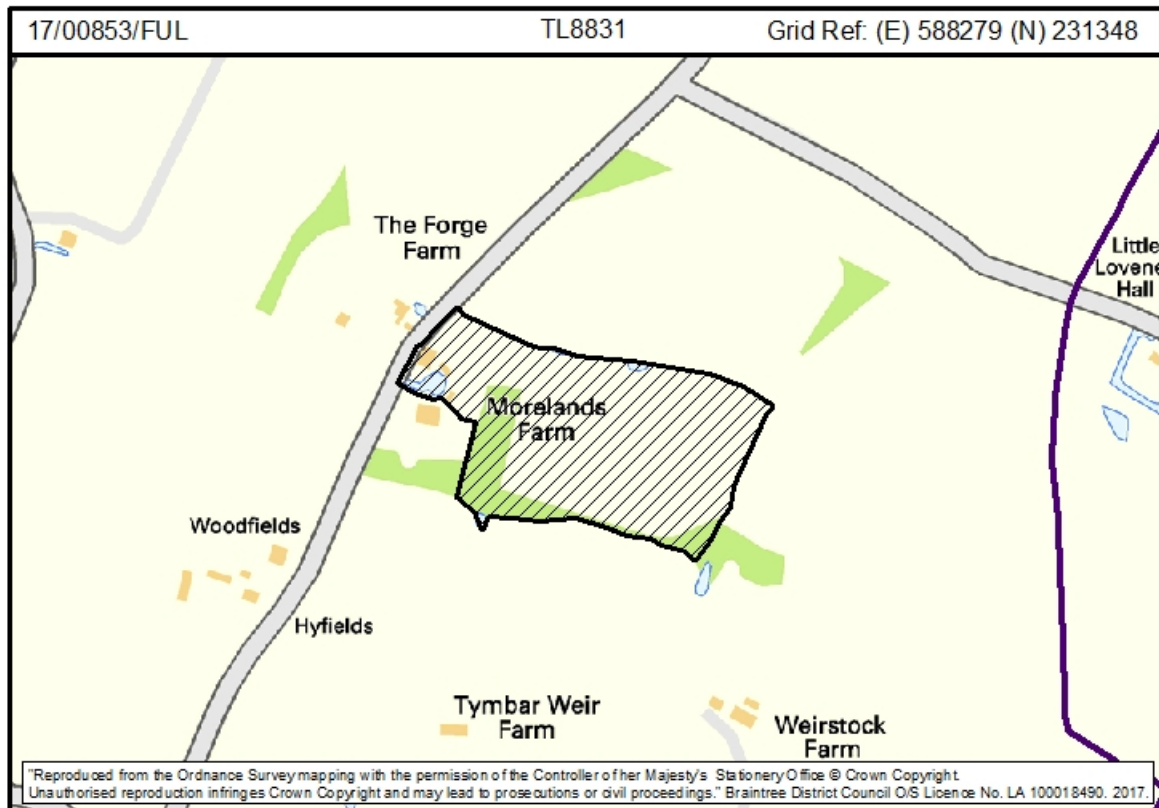 17/00853/FUL TL8831 Grid Ref: (E) 588279 (N) 231348
The Forge
Farm
Little
Hall
Morelands
Farm
Woodfields
Hyfields
Tymbar Weir
Farm
Weirstock
Farm
"Reproduced from the Ordnance Survey mapping with the permission of the Controller of her Majesty's Stationery Office © Crown Copyright.
Unauthorised reproduction infringes Crown Copyright and may lead to prosecutions or civil proceedings." Braintree District Council O/S Licence No. LA 100018490. 2017.